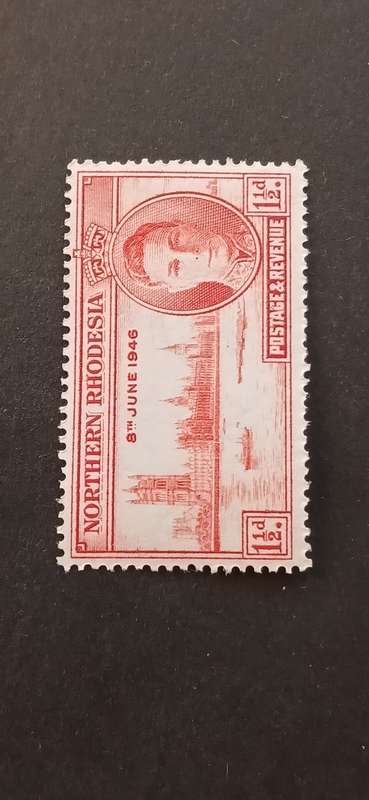 NORTHERN RHODESIA
8TH JUNE 1946
1½d.
POSTAGE & REVENUE
1½d.